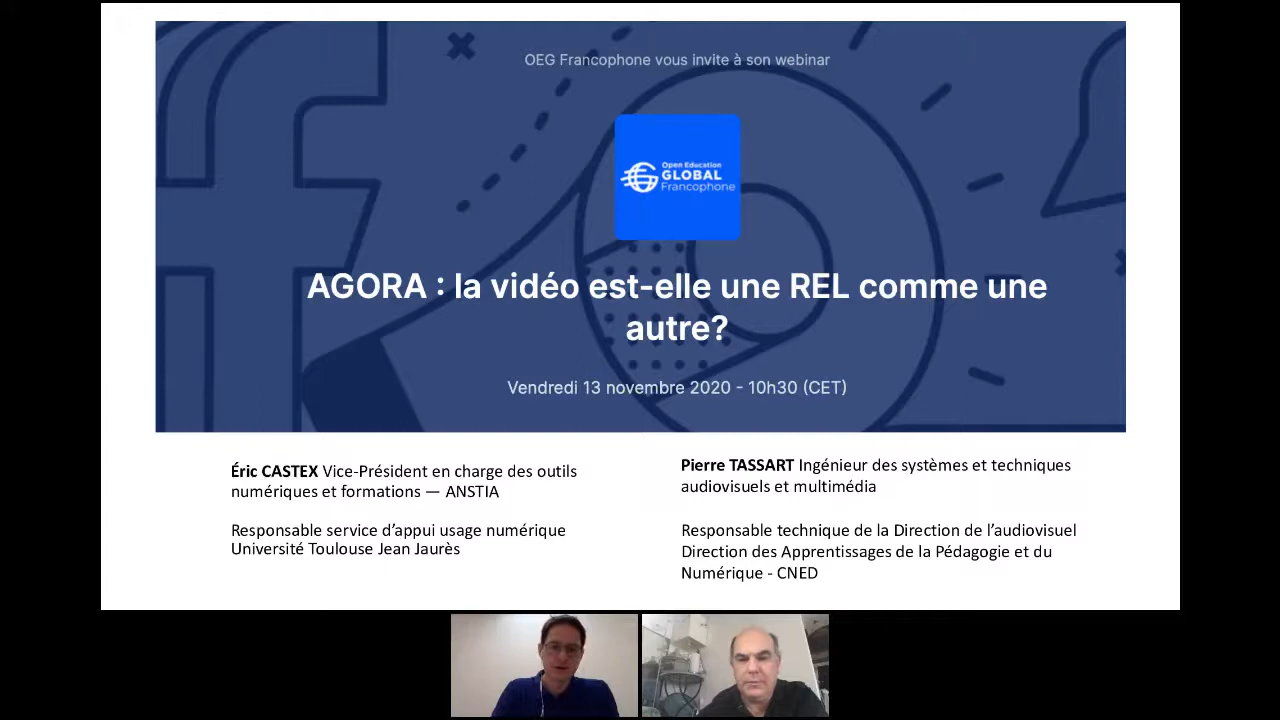 OEG Francophone vous invite à son webinar
Open Education
GLOBAL
Francophone
AGORA : la vidéo est-elle une REL comme une
autre?
Vendredi 13 novembre 2020 - 10h30 (CET)
Éric CASTEX Vice-Président en charge des outils
numériques et formations — ANSTIA
Responsable service d’appui usage numérique
Université Toulouse Jean Jaurès
Pierre TASSART Ingénieur des systèmes et techniques
audiovisuels et multimédia
Responsable technique de la Direction de l’audiovisuel
Direction des Apprentissages de la Pédagogie et du
Numérique - CNED